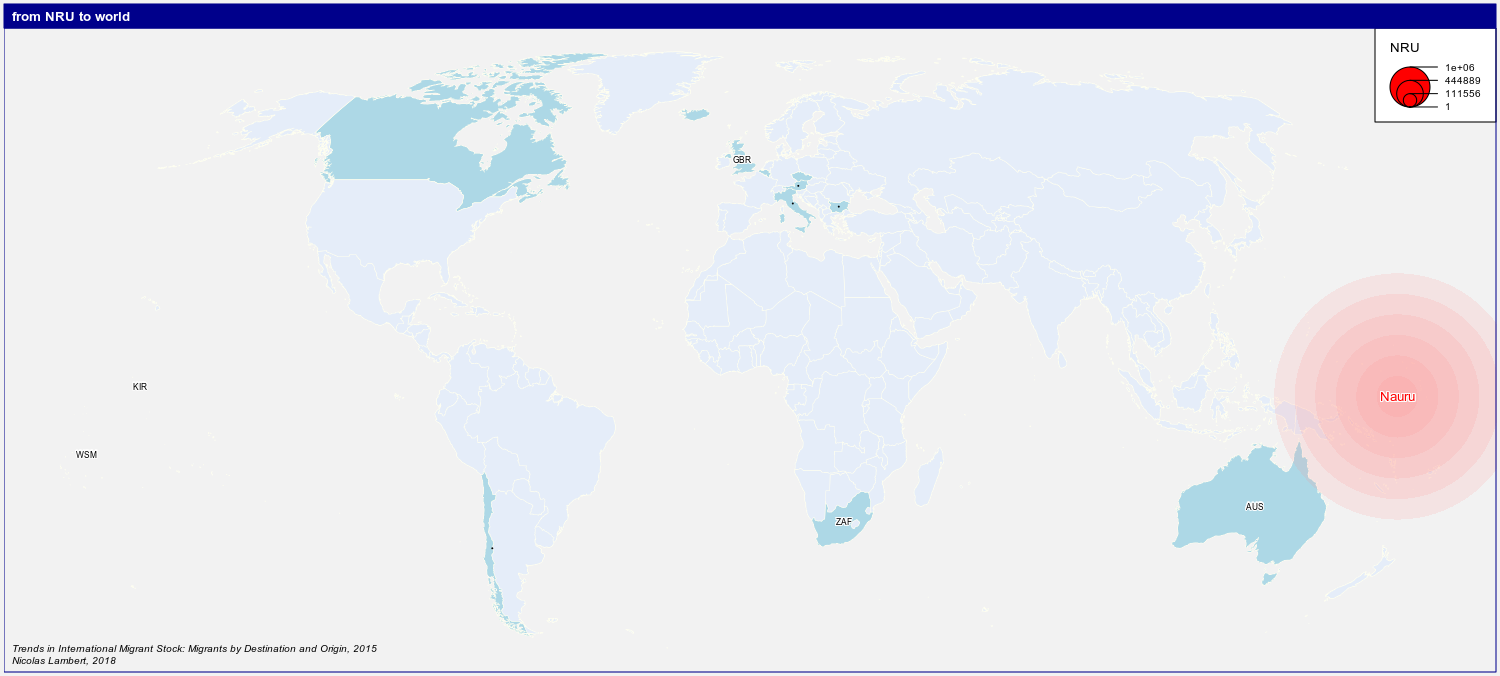 from NRU to world
NRU
1e+06
444889
111556
1
GBR
KIR
Nauru
WSM
AUS
ZAF
Trends in International Migrant Stock: Migrants by Destination and Origin, 2015
Nicolas Lambert, 2018